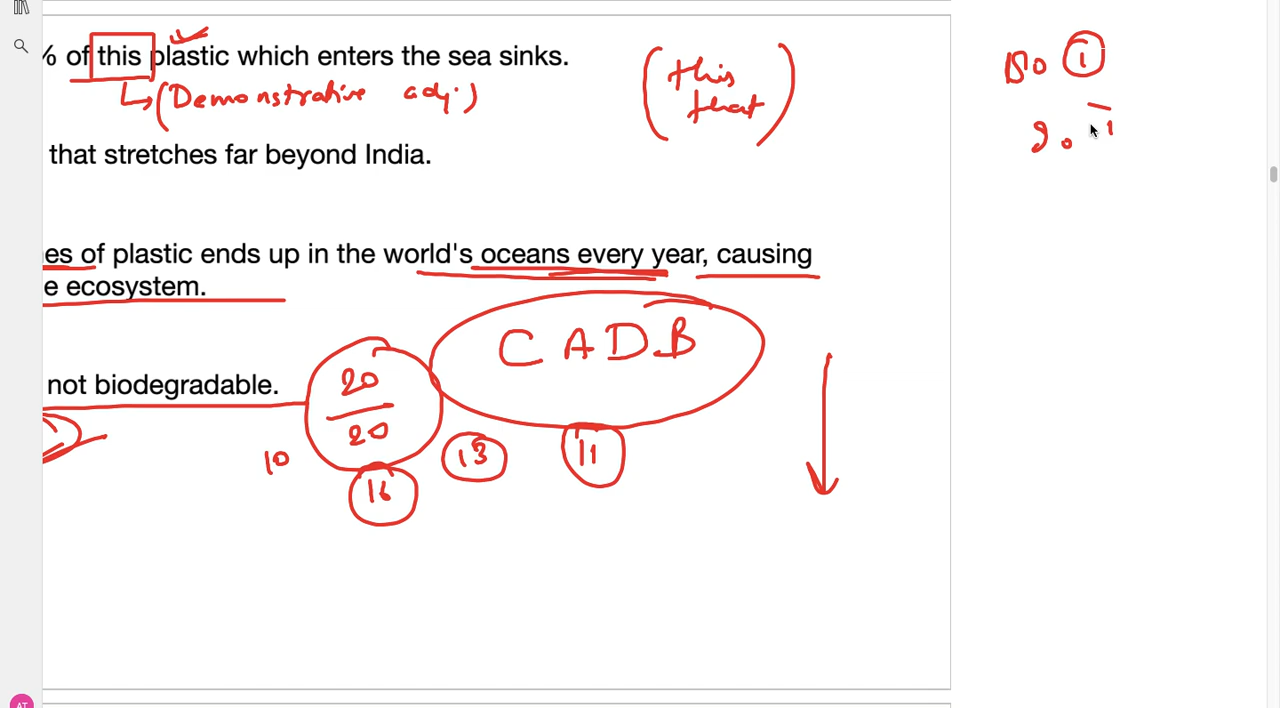 % of this plastic which enters the sea sinks.
(Demonstrative adj.)
(this
that)
that stretches far beyond India.
es of plastic ends up in the world's oceans every year, causing
e ecosystem.
C A D B
not biodegradable.
20
20
10
16
13
11
1
AT